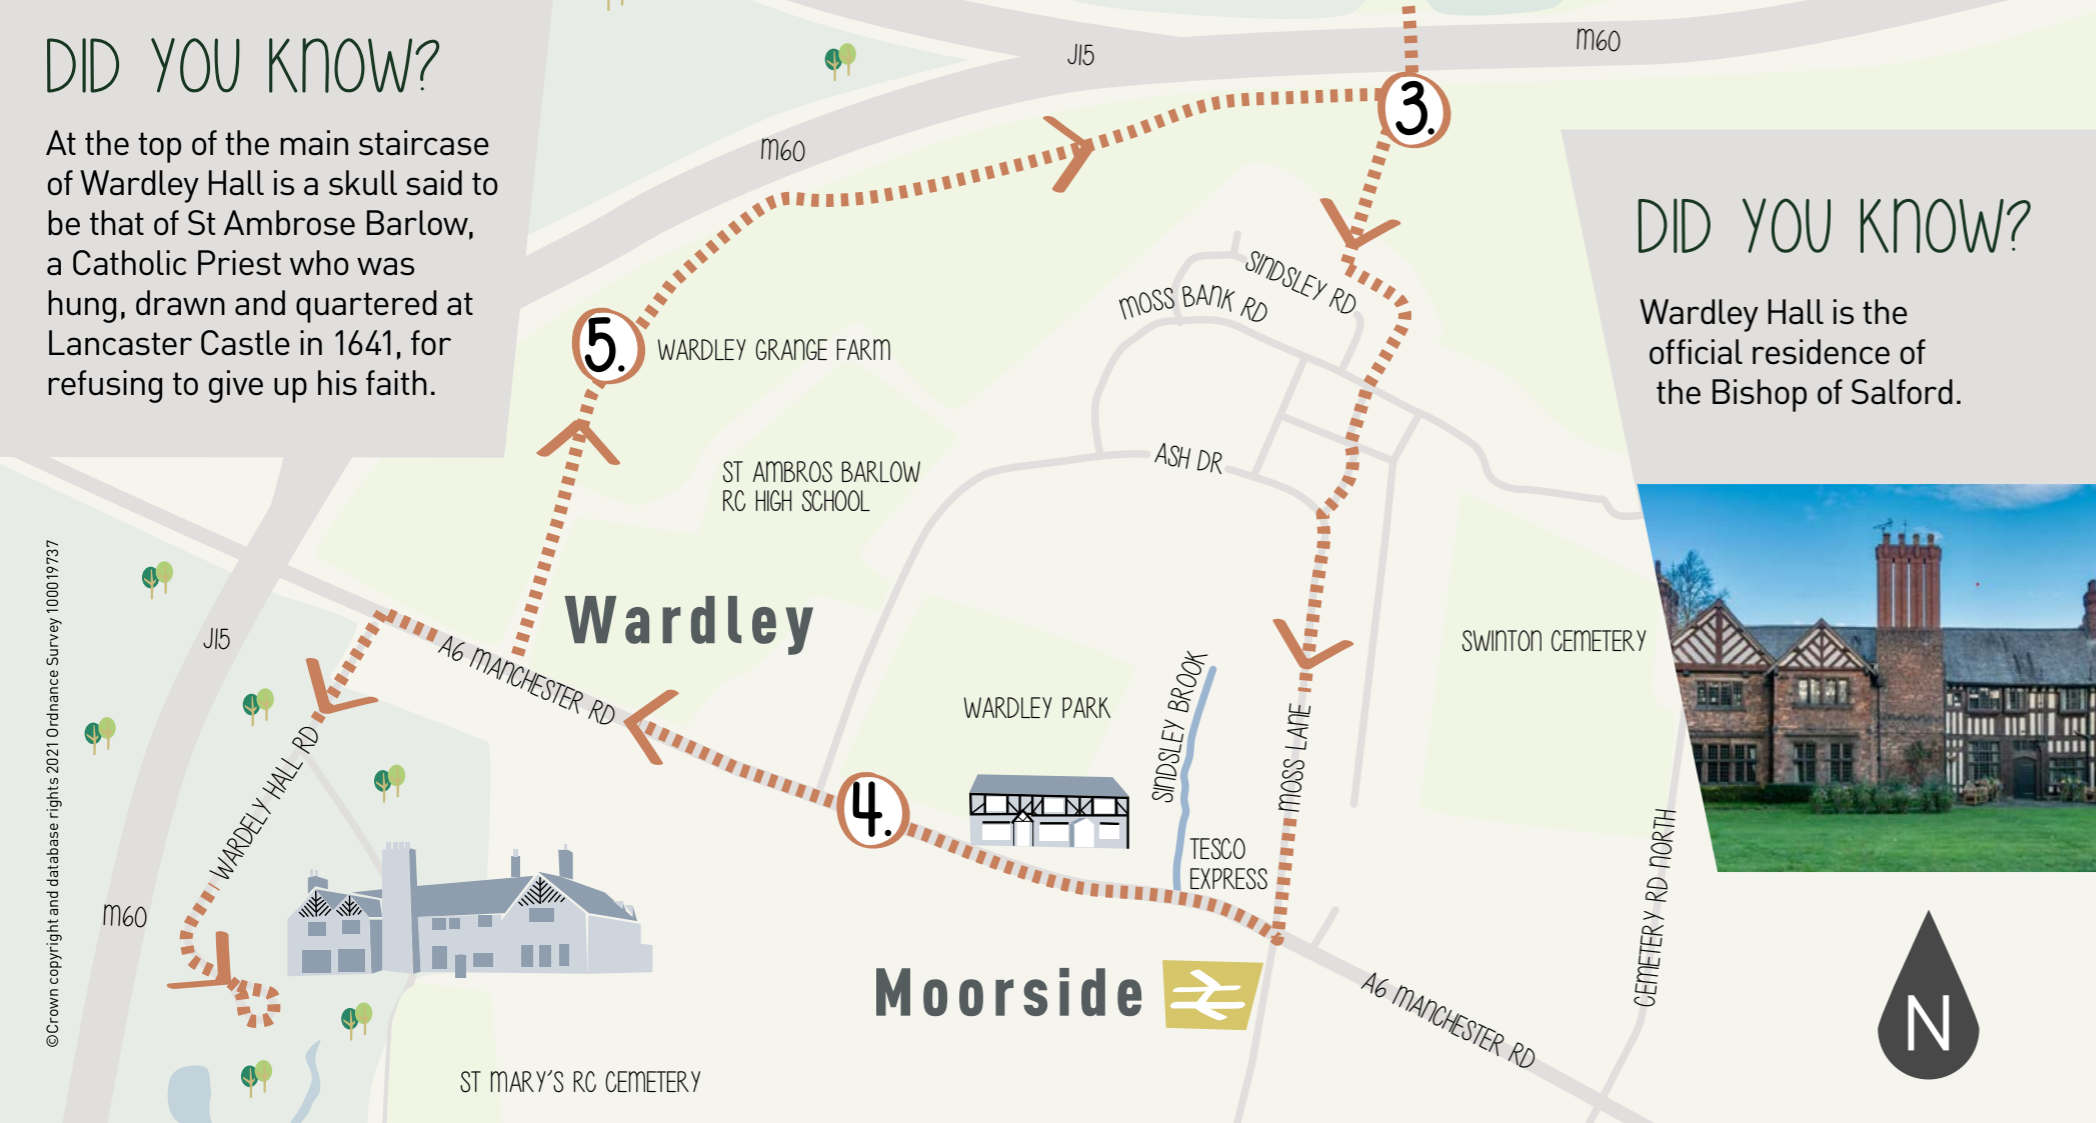 DID YOU KNOW?
At the top of the main staircase
of Wardley Hall is a skull said to
be that of St Ambrose Barlow,
a Catholic Priest who was
hung, drawn and quartered at
Lancaster Castle in 1641, for
refusing to give up his faith.
J15
M60
M60
3.
DID YOU KNOW?
Wardley Hall is the
official residence of
the Bishop of Salford.
SINDSLEY RD
MOSS BANK RD
5.
WARDLEY GRANGE FARM
ST AMBROS BARLOW
RC HIGH SCHOOL
ASH DR
©Crown copyright and database rights 2021 Ordnance Survey 100019737
J15
Wardley
A6 MANCHESTER RD
SWINTON CEMETERY
WARDLEY PARK
SINDSLEY BROOK
MOSS LANE
WARDELY HALL RD
4.
TESCO
EXPRESS
M60
CEMETERY RD NORTH
Moorside
A6 MANCHESTER RD
N
ST MARY'S RC CEMETERY